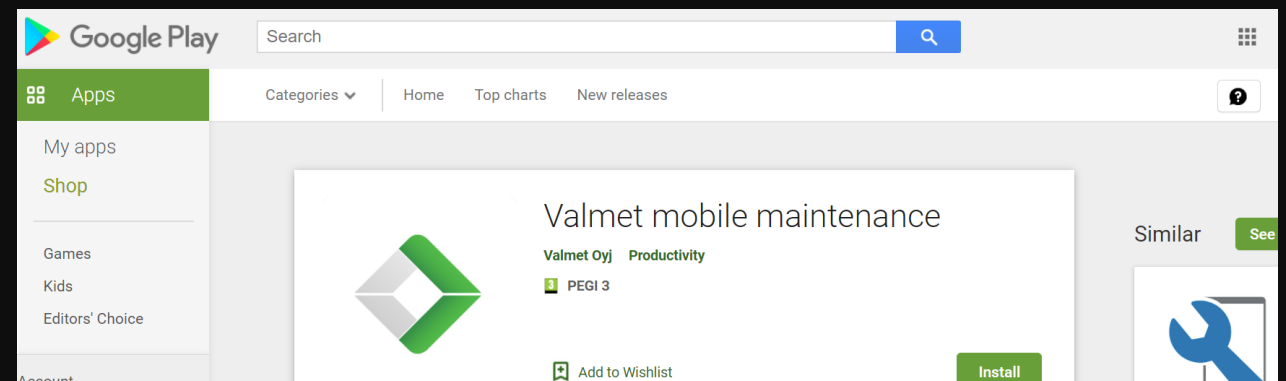 Google Play
Search
Apps
Categories
Home
Top charts
New releases
My apps
Shop
Games
Kids
Editors' Choice
Account
Valmet mobile maintenance
Valmet Oyj Productivity
3 PEGI 3
Add to Wishlist
Install
Similar
See